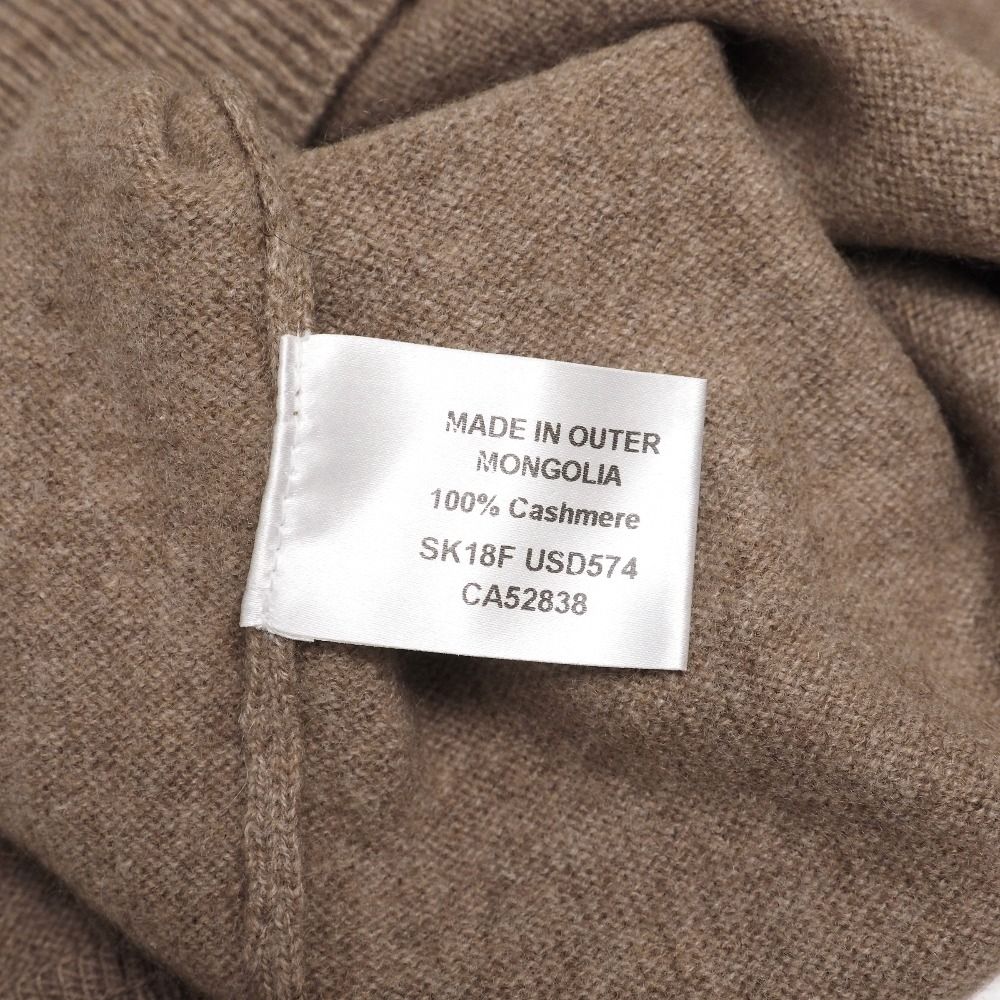 MADE IN OUTER
MONGOLIA
100% Cashmere
SK18F USD574
CA52838